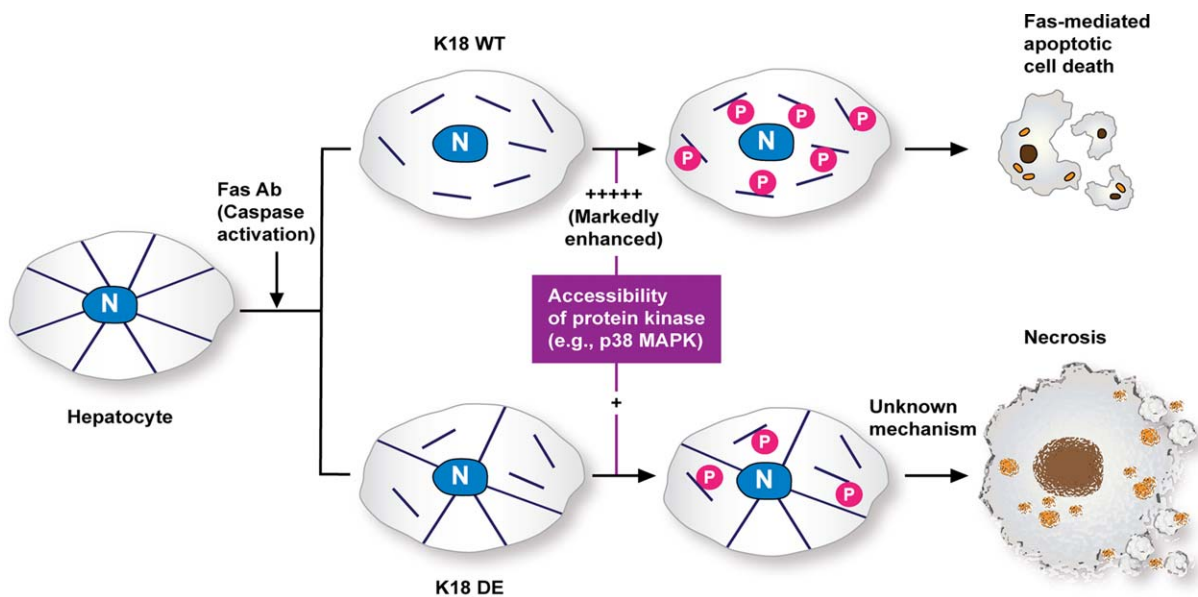 K18 WT
Fas-mediated
apoptotic
cell death
N
P
P
P
P
P
P
N
Fas Ab
(Caspase
activation)
+++++
(Markedly
enhanced)
N
Hepatocyte
Accessibility
of protein kinase
(e.g., p38 MAPK)
+
Necrosis
Unknown
mechanism
N
P
P
P
N
K18 DE